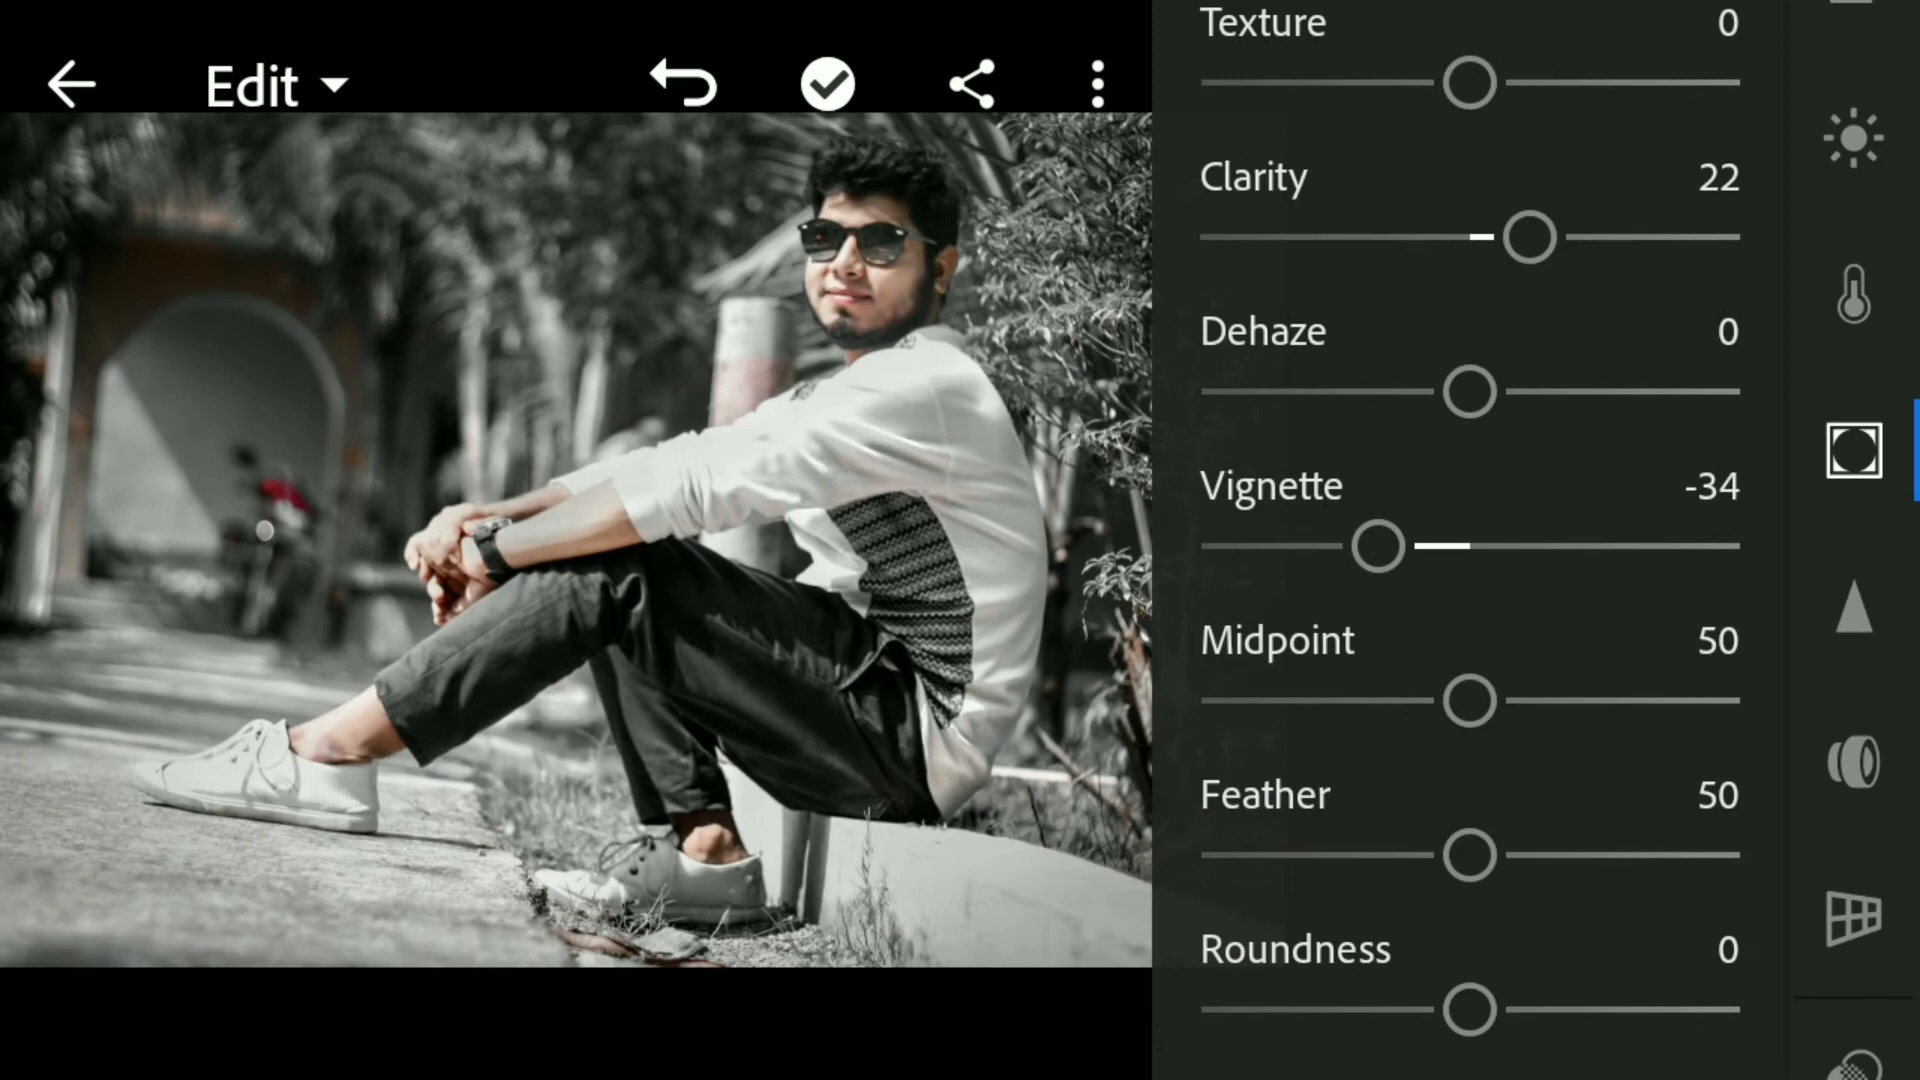 Edit
Texture 0
Clarity 22
Dehaze 0
Vignette -34
Midpoint 50
Feather 50
Roundness 0